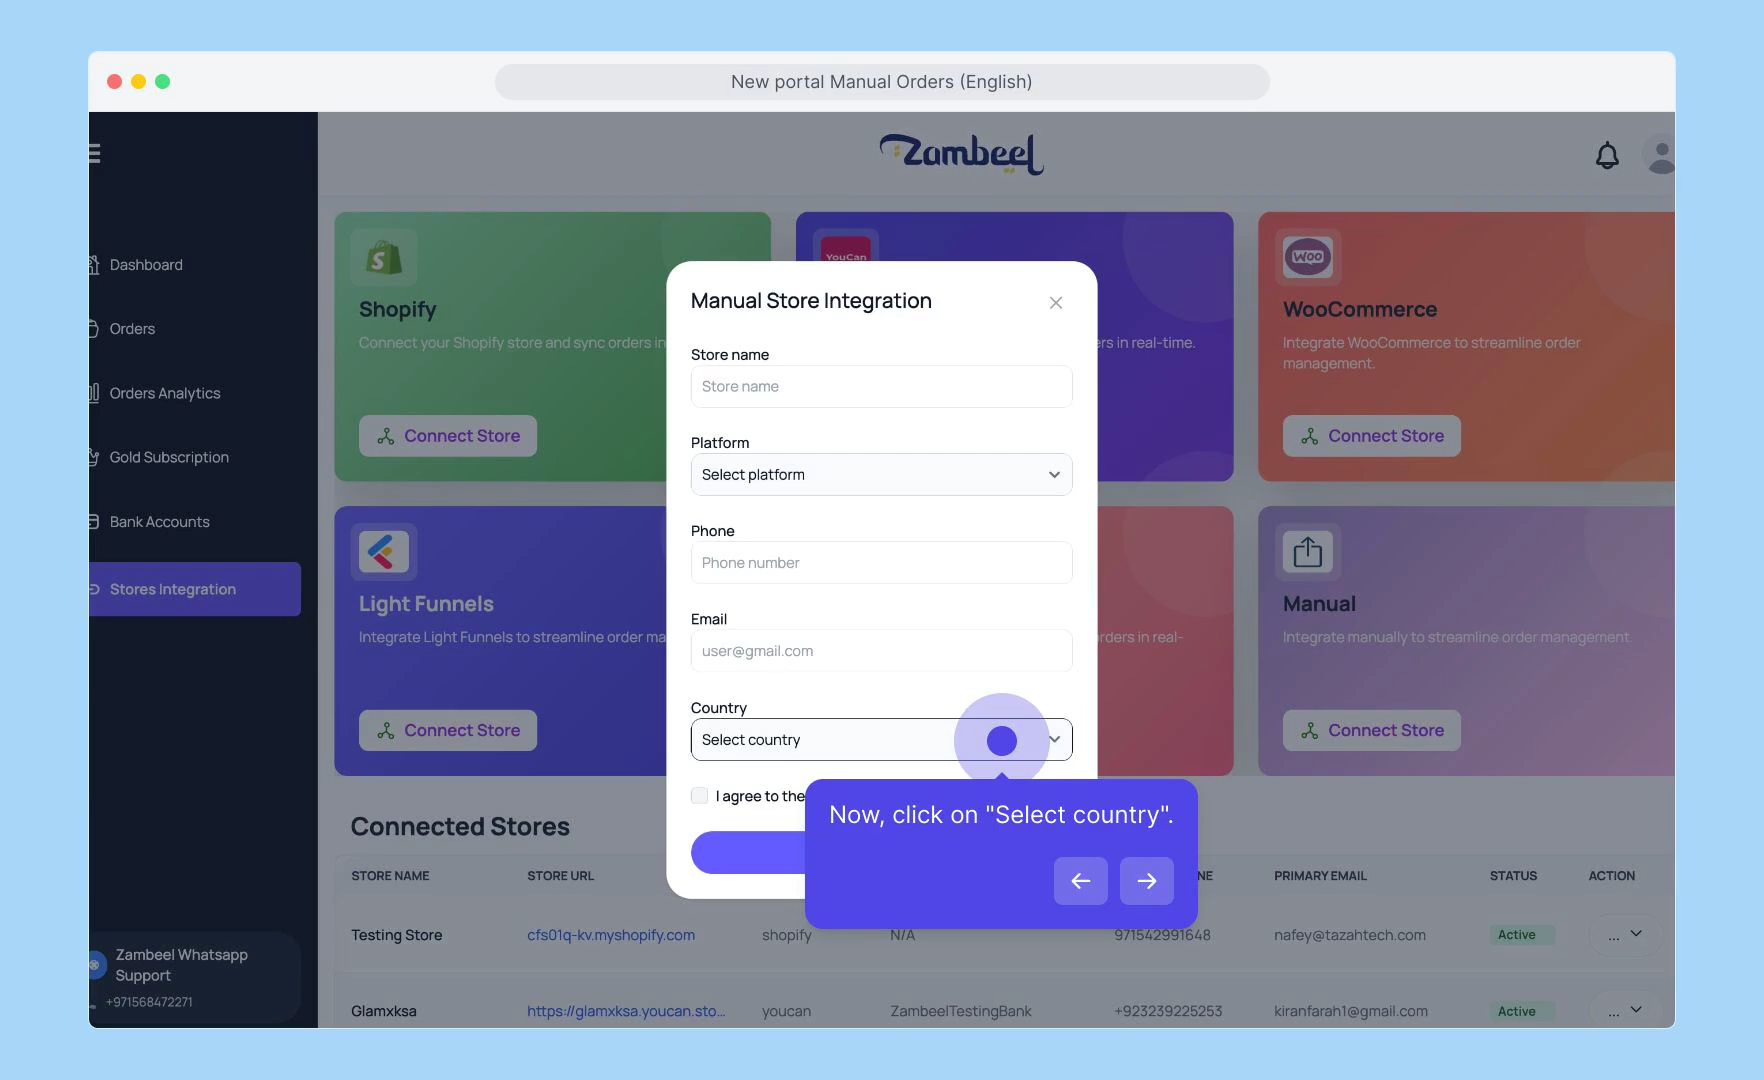 New portal Manual Orders (English)
Zambeel
Dashboard
Orders
Orders Analytics
Gold Subscription
Bank Accounts
Stores Integration
Zambeel Whatsapp
Support
+971568472271
Shopify
Connect your Shopify store and sync orders in
Connect Store
YouCan
rs in real-time.
WOO
WooCommerce
Integrate WooCommerce to streamline order
management.
Connect Store
Light Funnels
Integrate Light Funnels to streamline order ma
Connect Store
rders in real-
Manual
Integrate manually to streamline order management.
Connect Store
Manual Store Integration
Store name
Store name
Platform
Select platform
Phone
Phone number
Email
user@gmail.com
Country
Select country
I agree to the
Now, click on "Select country".
Connected Stores
STORE NAME STORE URL NE PRIMARY EMAIL STATUS ACTION
Testing Store cfs01q-kv.myshopify.com shopify N/A 971542991648 nafey@tazahtech.com Active ...
Glamxksa https://glamxksa.youcan.sto... youcan ZambeelTestingBank +923239225253 kiranfarah1@gmail.com Active ...